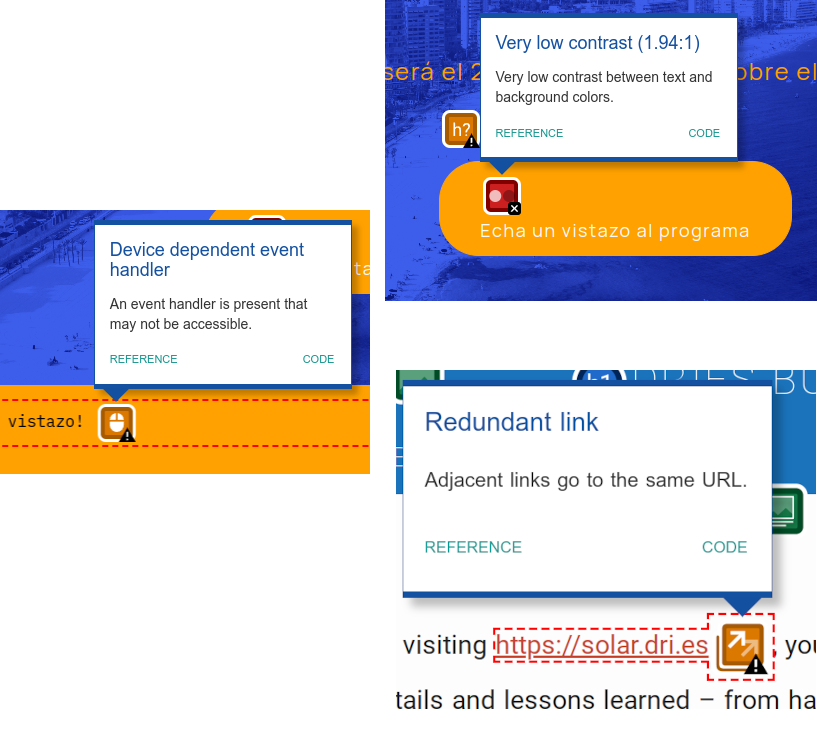 Very low contrast (1.94:1)
Very low contrast between text and
background colors.
REFERENCE CODE
será el 2
obre el
h?
Echa un vistazo al programa
Device dependent event
handler
An event handler is present that
may not be accessible.
REFERENCE CODE
ta
vistazo!
h1
DRIES BU
Redundant link
Adjacent links go to the same URL.
REFERENCE CODE
visiting https://solar.dri.es , you
tails and lessons learned – from ha